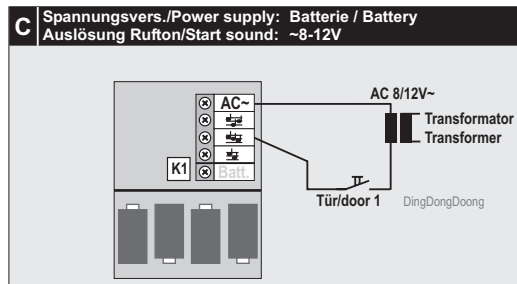 C
Spannungsvers./Power supply: Batterie / Battery
Auslösung Rufton/Start sound: ~8-12V
AC 8/12V~
AC~
Transformator
Transformer
K1
Batt.
Tür/door 1
DingDongDoong